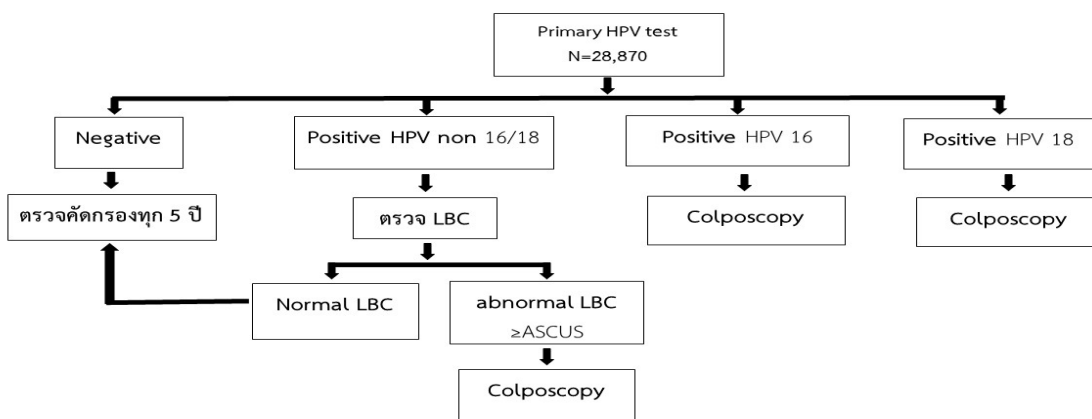 Primary HPV test
N=28,870
Negative
Positive HPV non 16/18
Positive HPV 16
Positive HPV 18
ตรวจคัดกรองทุก 5 ปี
ตรวจ LBC
Colposcopy
Colposcopy
Normal LBC
abnormal LBC
≥ASCUS
Colposcopy